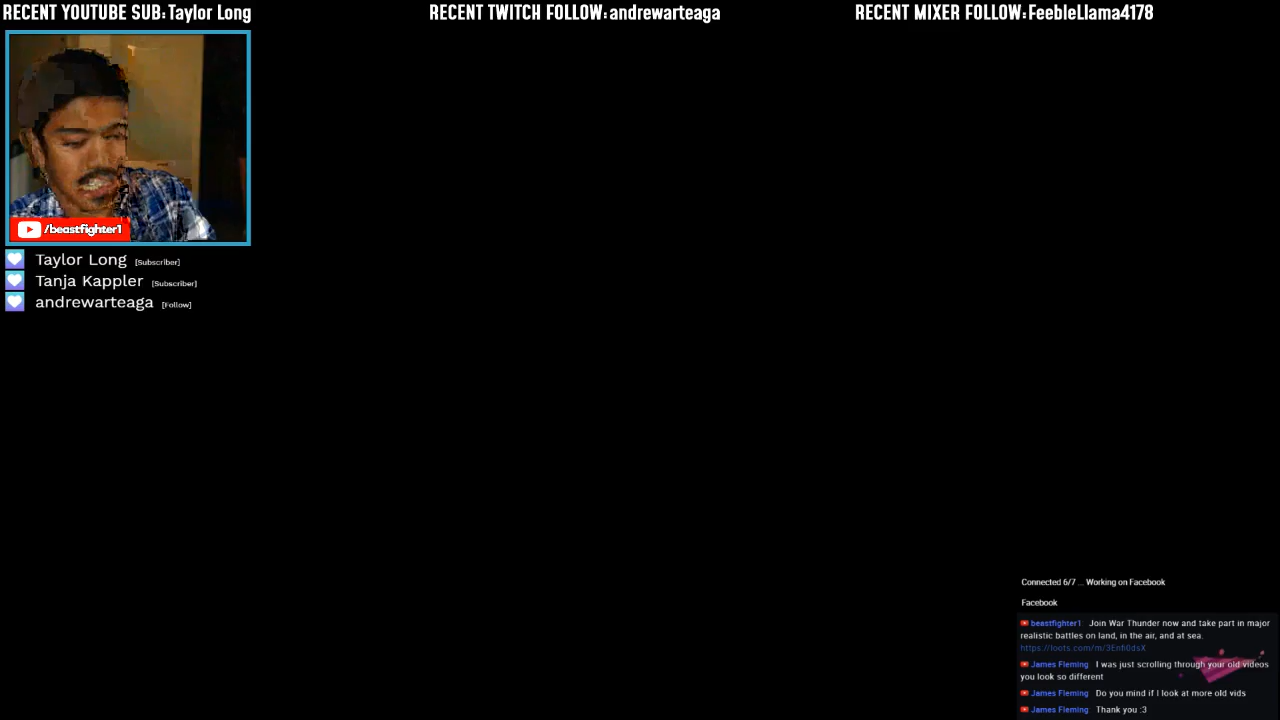 RECENT YOUTUBE SUB: Taylor Long
RECENT TWITCH FOLLOW: andrewarteaga
RECENT MIXER FOLLOW: FeebleLlama4178
/beastfighter1
Taylor Long [Subscriber]
Tanja Kappler [Subscriber]
andrewarteaga [Follow]
Connected 6/7 ... Working on Facebook
Facebook
beastfighter1 Join War Thunder now and take part in major
realistic battles on land, in the air, and at sea.
James Fleming I was just scrolling through your old videos
you look so different
James Fleming Do you mind if I look at more old vids
James Fleming Thank you :3